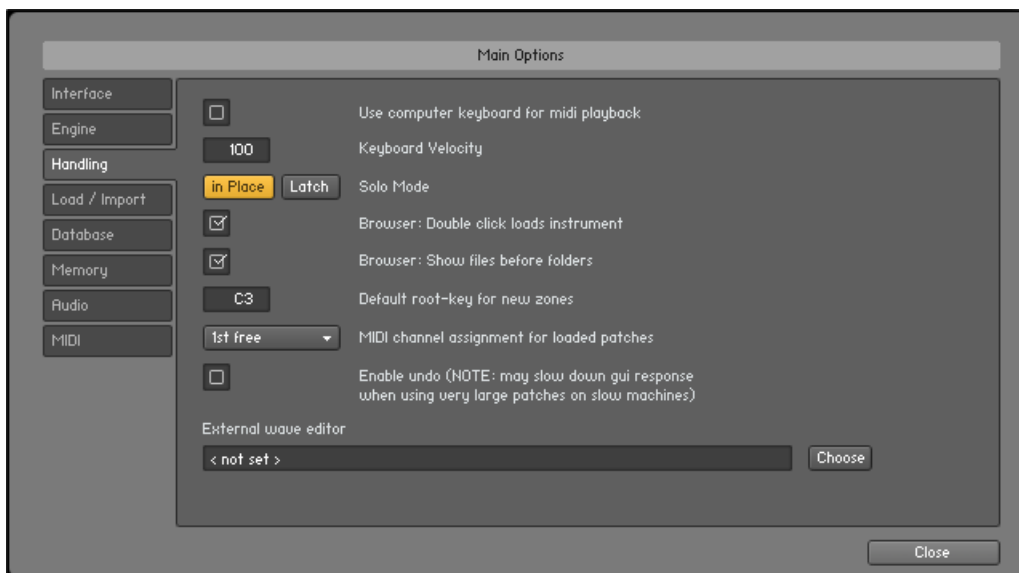 Main Options
Interface
Engine
Handling
Load / Import
Database
Memory
Audio
MIDI
Use computer keyboard for midi playback
100 Keyboard Velocity
in Place Latch Solo Mode
Browser: Double click loads instrument
Browser: Show files before folders
C3 Default root-key for new zones
1st free MIDI channel assignment for loaded patches
Enable undo (NOTE: may slow down gui response
when using very large patches on slow machines)
External wave editor
< not set > Choose
Close